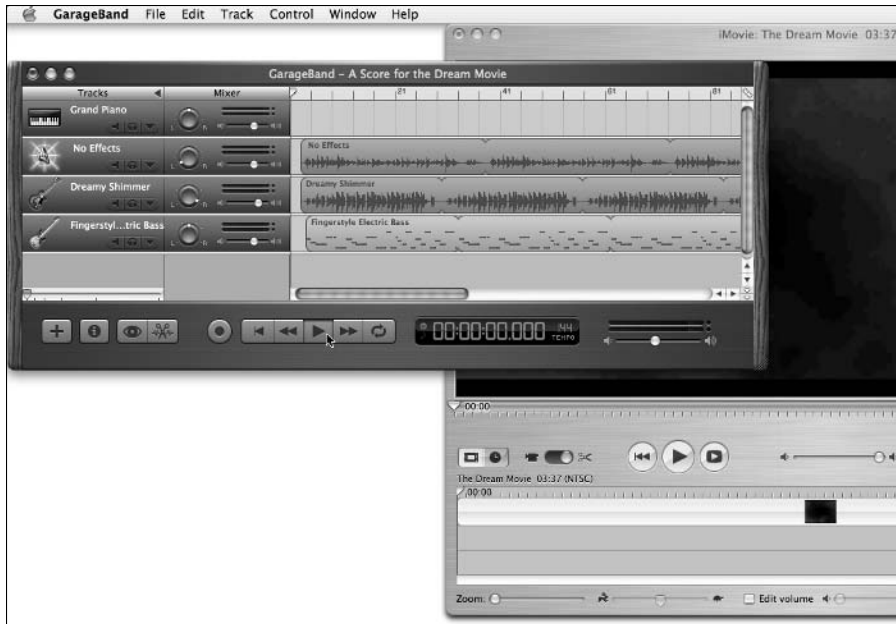 GarageBand File Edit Track Control Window Help
iMovie: The Dream Movie 03:37
GarageBand – A Score for the Dream Movie
Tracks Mixer 21 41 61 81
Grand Piano
No Effects No Effects
Dreamy Shimmer Dreamy Shimmer
Fingerstyl...tric Bass Fingerstyle Electric Bass
00:00:00.000 44
TEMPO
00:00
The Dream Movie 03:37 (NTSC)
00:00
Zoom: Edit volume